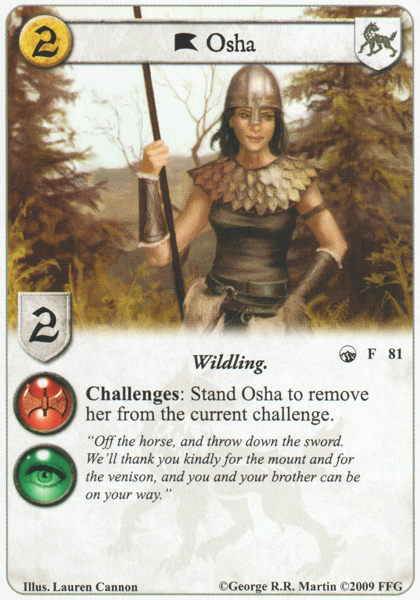 2
Osha
2
Wildling.
F 81
Challenges: Stand Osha to remove
her from the current challenge.
“Off the horse, and throw down the sword.
We’ll thank you kindly for the mount and for
the venison, and you and your brother can be
on your way.”
Illus. Lauren Cannon
©George R.R. Martin ©2009 FFG